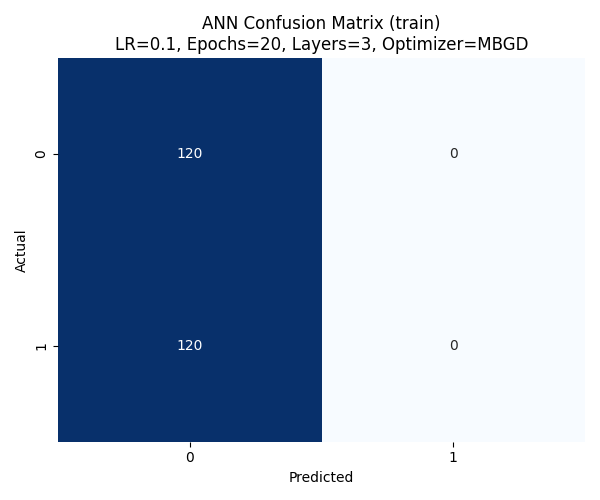 ANN Confusion Matrix (train)
LR=0.1, Epochs=20, Layers=3, Optimizer=MBGD
0
120
0
Actual
1
120
0
0
1
Predicted